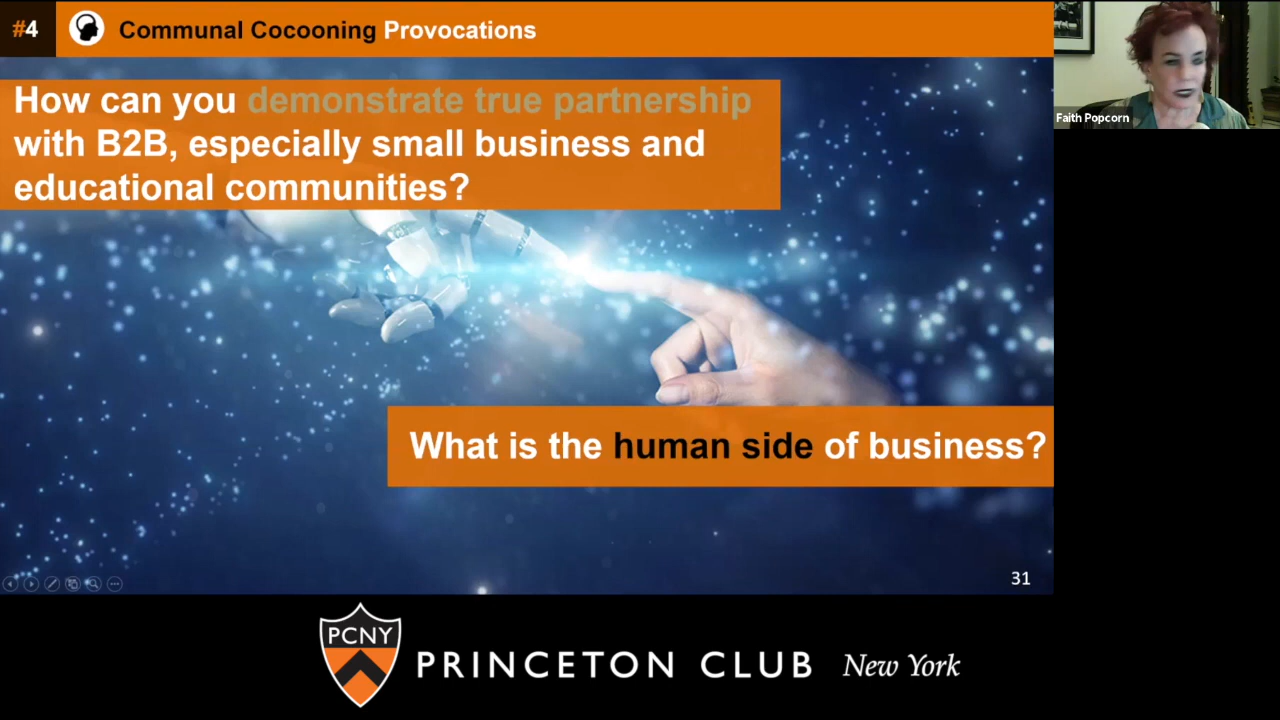 #4
Communal Cocooning Provocations
Faith Popcorn
How can you demonstrate true partnership
with B2B, especially small business and
educational communities?
What is the human side of business?
31
PCNY
PRINCETON CLUB New York